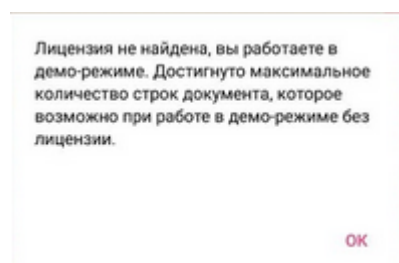 Лицензия не найдена, вы работаете в
демо-режиме. Достигнуто максимальное
количество строк документа, которое
возможно при работе в демо-режиме без
лицензии.
ОК